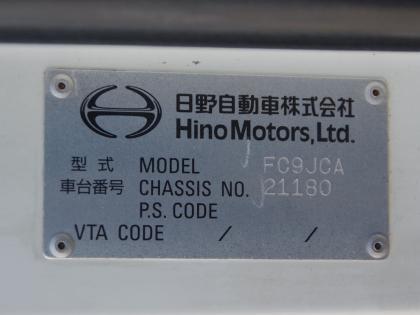 日野自動車株式会社
Hino Motors, Ltd.
型式 MODEL FC9JCA
車台番号 CHASSIS NO. 21180
P.S. CODE
VTA CODE / /